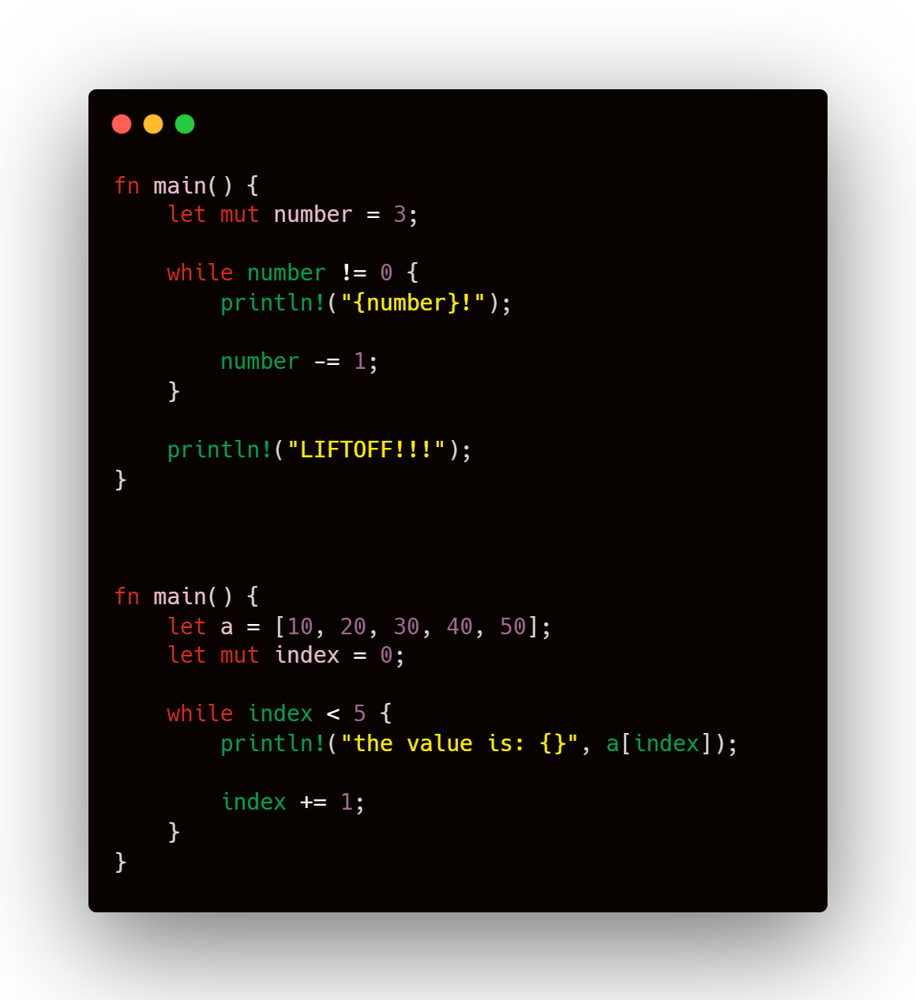 fn main() {
    let mut number = 3;
    while number != 0 {
        println!("{number}!");
        number -= 1;
    }
    println!("LIFTOFF!!!");
}
fn main() {
    let a = [10, 20, 30, 40, 50];
    let mut index = 0;
    while index < 5 {
        println!("the value is: {}", a[index]);
        index += 1;
    }
}